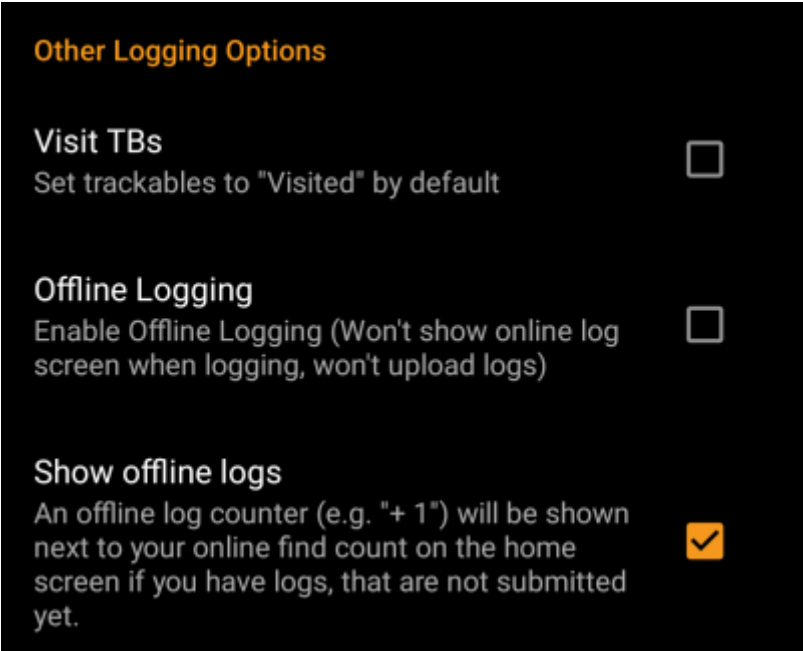 Other Logging Options
Visit TBs
Set trackables to "Visited" by default
Offline Logging
Enable Offline Logging (Won't show online log
screen when logging, won't upload logs)
Show offline logs
An offline log counter (e.g. "+ 1") will be shown
next to your online find count on the home
screen if you have logs, that are not submitted
yet.